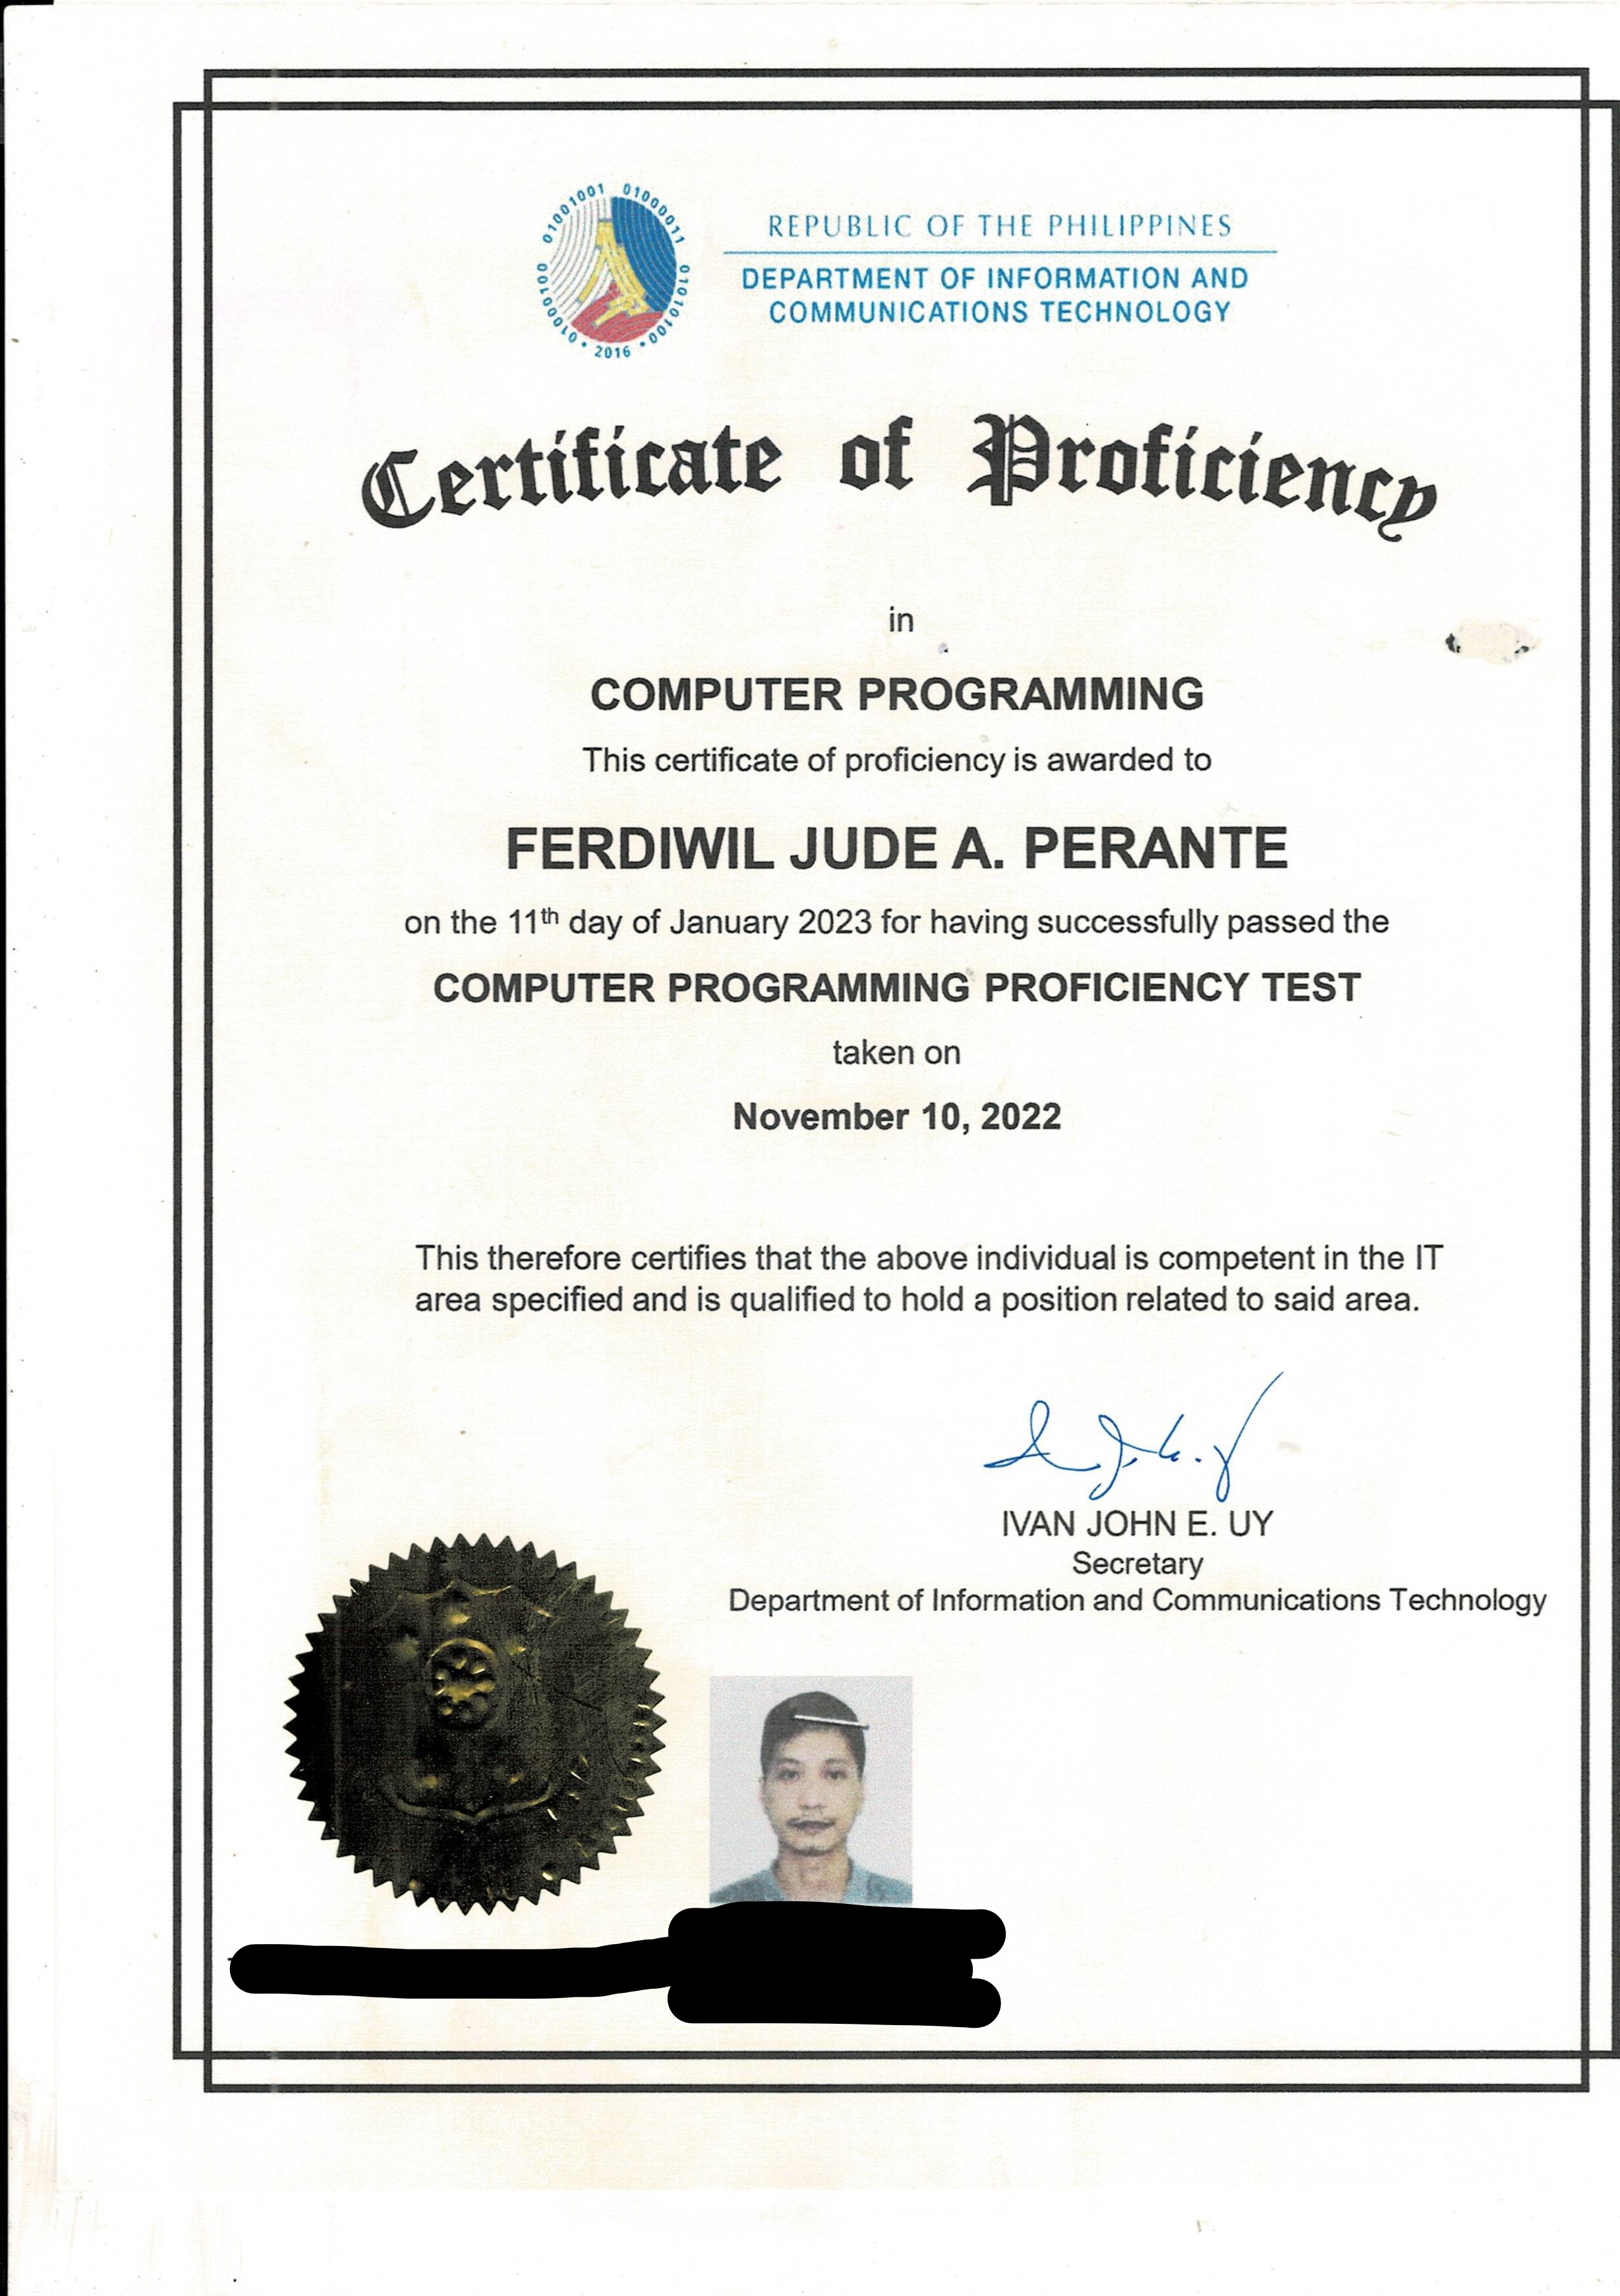 01000100 01001001 01000011 01010100
• 2016 •
REPUBLIC OF THE PHILIPPINES
DEPARTMENT OF INFORMATION AND
COMMUNICATIONS TECHNOLOGY
Certificate of Proficiency
in
COMPUTER PROGRAMMING
This certificate of proficiency is awarded to
FERDIWIL JUDE A. PERANTE
on the 11th day of January 2023 for having successfully passed the
COMPUTER PROGRAMMING PROFICIENCY TEST
taken on
November 10, 2022
This therefore certifies that the above individual is competent in the IT
area specified and is qualified to hold a position related to said area.
IVAN JOHN E. UY
Secretary
Department of Information and Communications Technology